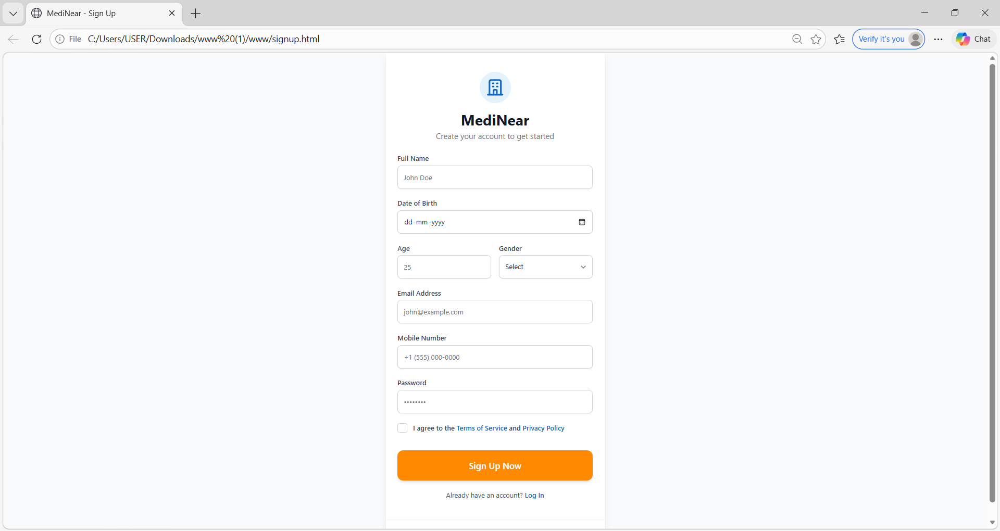 MediNear - Sign Up
File C:/Users/USER/Downloads/www%20(1)/www/signup.html
Verify it's you
Chat
MediNear
Create your account to get started
Full Name
John Doe
Date of Birth
dd-mm-yyyy
Age Gender
25 Select
Email Address
john@example.com
Mobile Number
+1 (555) 000-0000
Password
••••••••
I agree to the Terms of Service and Privacy Policy
Sign Up Now
Already have an account? Log In